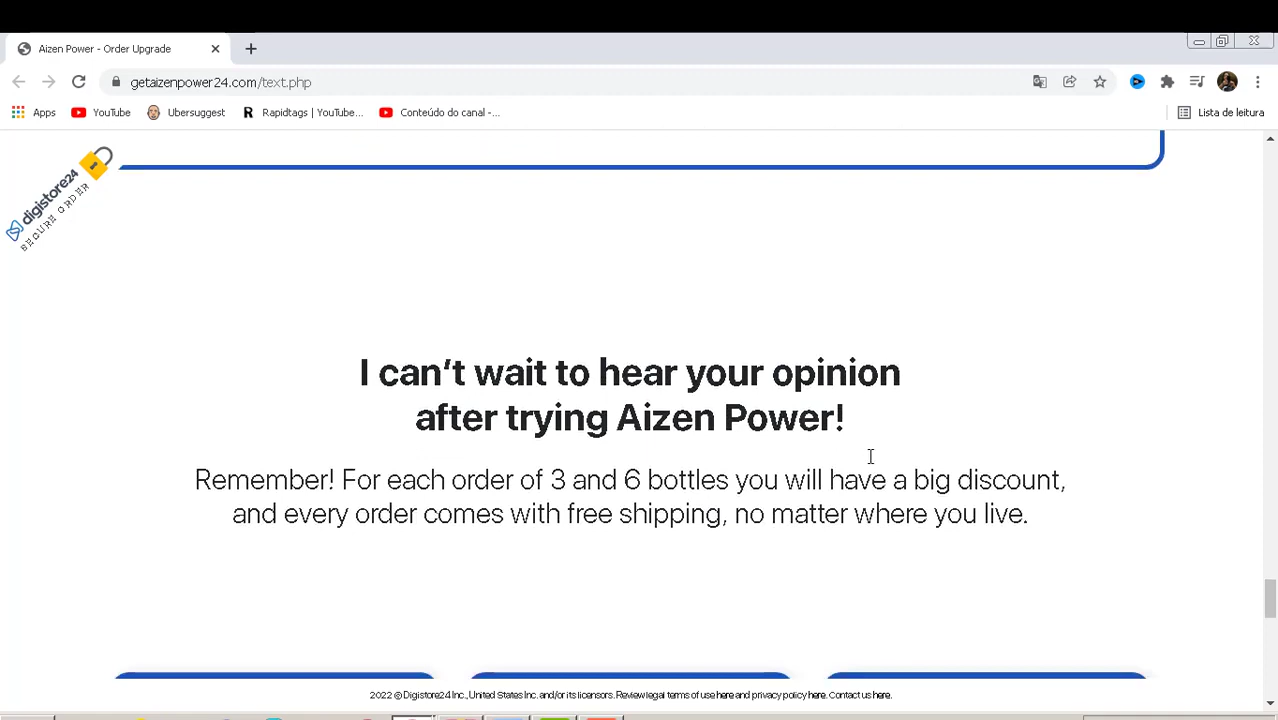 Aizen Power - Order Upgrade
getaizenpower24.com/text.php
Apps
YouTube
Ubersuggest
R
Rapidtags | YouTube...
Conteúdo do canal -...
Lista de leitura
digistore24
SECURE ORDER
I can‘t wait to hear your opinion
after trying Aizen Power!
Remember! For each order of 3 and 6 bottles you will have a big discount,
and every order comes with free shipping, no matter where you live.
2022 © Digistore24 Inc., United States Inc. and/or its licensors. Review legal terms of use here and privacy policy here. Contact us here.